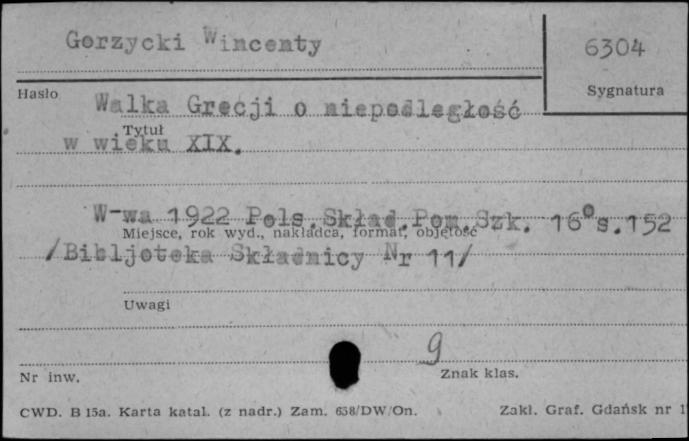 Gorzycki Wincenty
6304
Hasło
Sygnatura
Walka Grecji o niepodległość
Tytuł
w wieku XIX.
W-wa 1922 Pols.Skład Pom Szk. 16° s.152
Miejsce, rok wyd., nakładca, format, objętość
/Bibljoteka Składnicy Nr 11/
Uwagi
9
Nr inw.
Znak klas.
CWD. B 15a. Karta katal. (z nadr.) Zam. 658/DW/On.
Zakł. Graf. Gdańsk nr 1